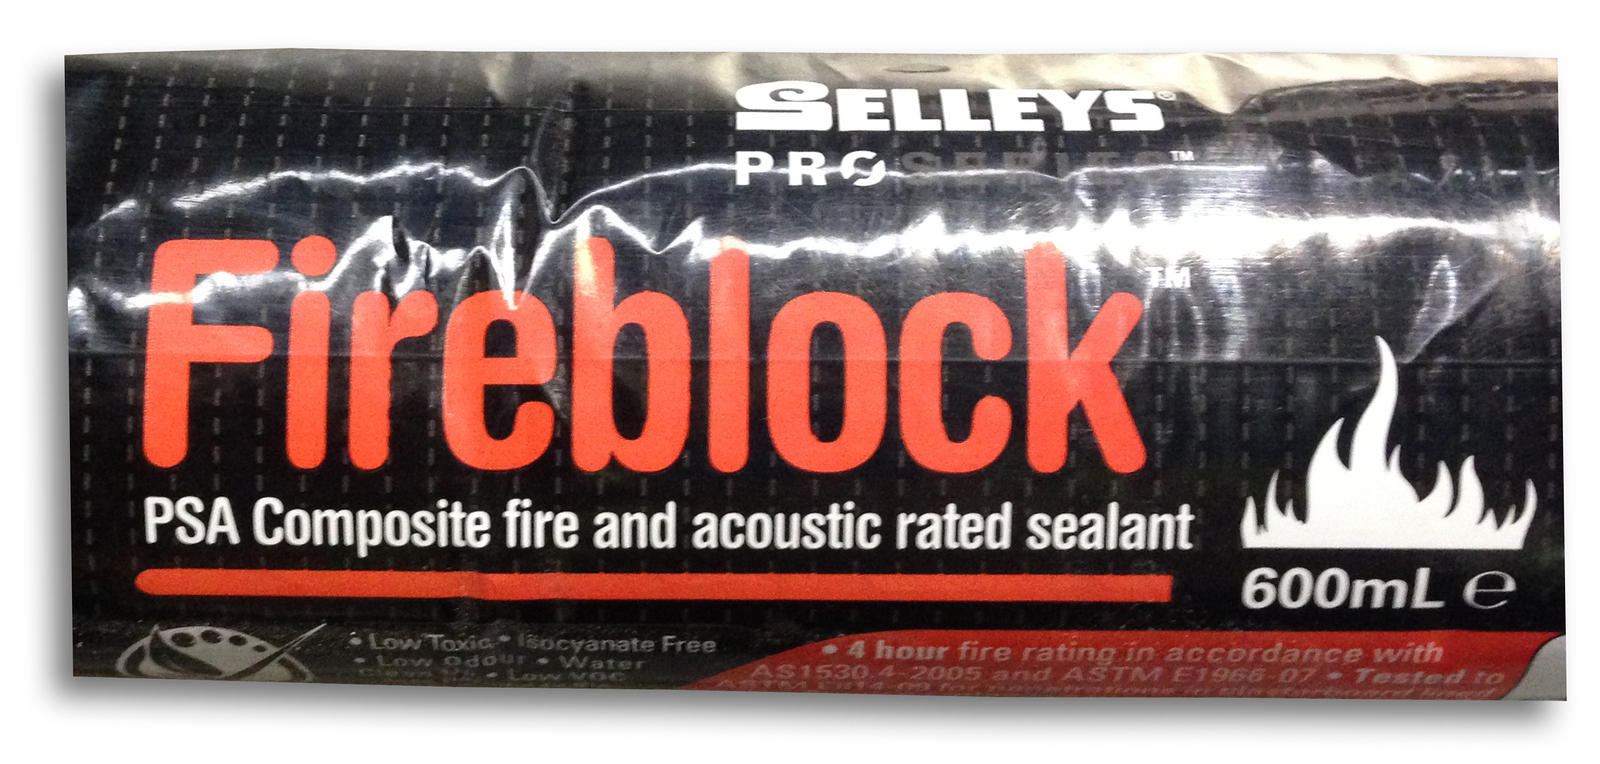 SELLEYS®
PRO SERIES™
Fireblock™
PSA Composite fire and acoustic rated sealant
600mL ℮
• Low Toxic • Isocyanate Free
• Low Odour • Water
• Low VOC
• 4 hour fire rating in accordance with
AS1530.4-2005 and ASTM E1966-07 • Tested to